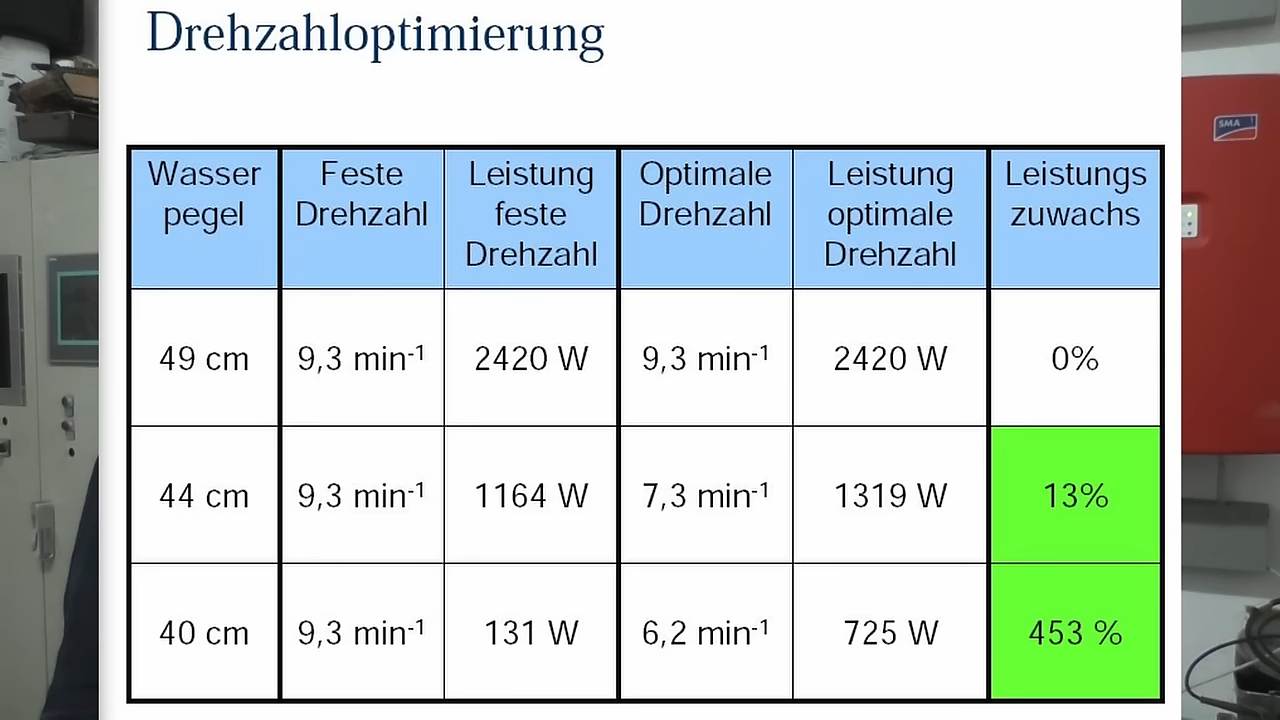 Drehzahloptimierung
Wasser pegel | Feste Drehzahl | Leistung feste Drehzahl | Optimale Drehzahl | Leistung optimale Drehzahl | Leistungs zuwachs
49 cm | 9,3 min⁻¹ | 2420 W | 9,3 min⁻¹ | 2420 W | 0%
44 cm | 9,3 min⁻¹ | 1164 W | 7,3 min⁻¹ | 1319 W | 13%
40 cm | 9,3 min⁻¹ | 131 W | 6,2 min⁻¹ | 725 W | 453 %
SMA